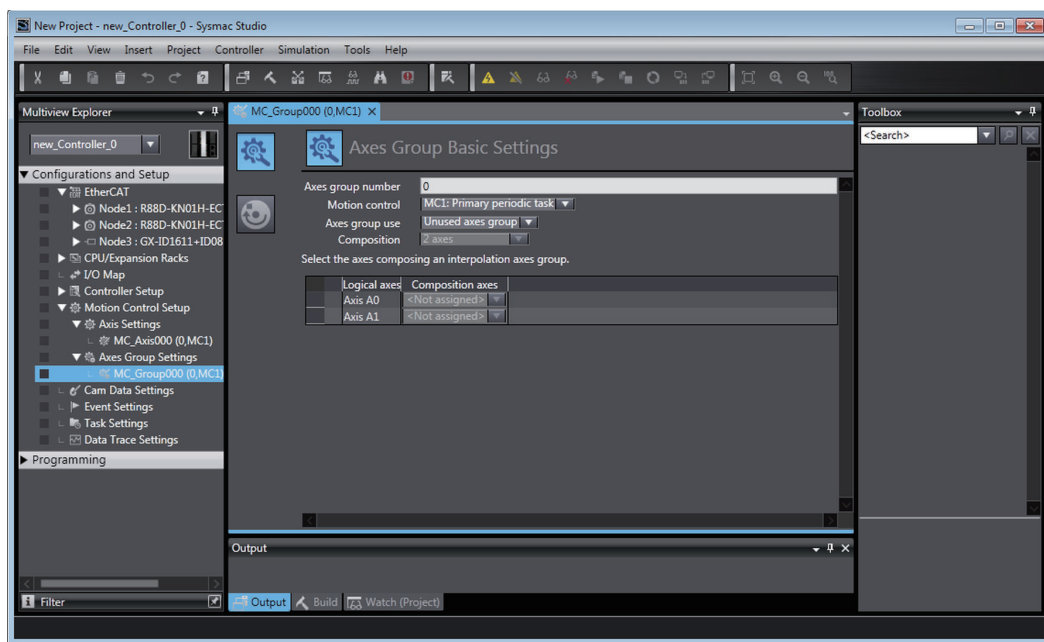 New Project - new_Controller_0 - Sysmac Studio
File Edit View Insert Project Controller Simulation Tools Help
Multiview Explorer
new_Controller_0
Configurations and Setup
EtherCAT
Node1 : R88D-KN01H-EC
Node2 : R88D-KN01H-EC
Node3 : GX-ID1611+ID08
CPU/Expansion Racks
I/O Map
Controller Setup
Motion Control Setup
Axis Settings
MC_Axis000 (0,MC1)
Axes Group Settings
MC_Group000 (0,MC1)
Cam Data Settings
Event Settings
Task Settings
Data Trace Settings
Programming
Filter
MC_Group000 (0,MC1)
Axes Group Basic Settings
Axes group number 0
Motion control MC1: Primary periodic task
Axes group use Unused axes group
Composition 2 axes
Select the axes composing an interpolation axes group.
Logical axes Composition axes
Axis A0 <Not assigned>
Axis A1 <Not assigned>
Output
Output Build Watch (Project)
Toolbox
<Search>